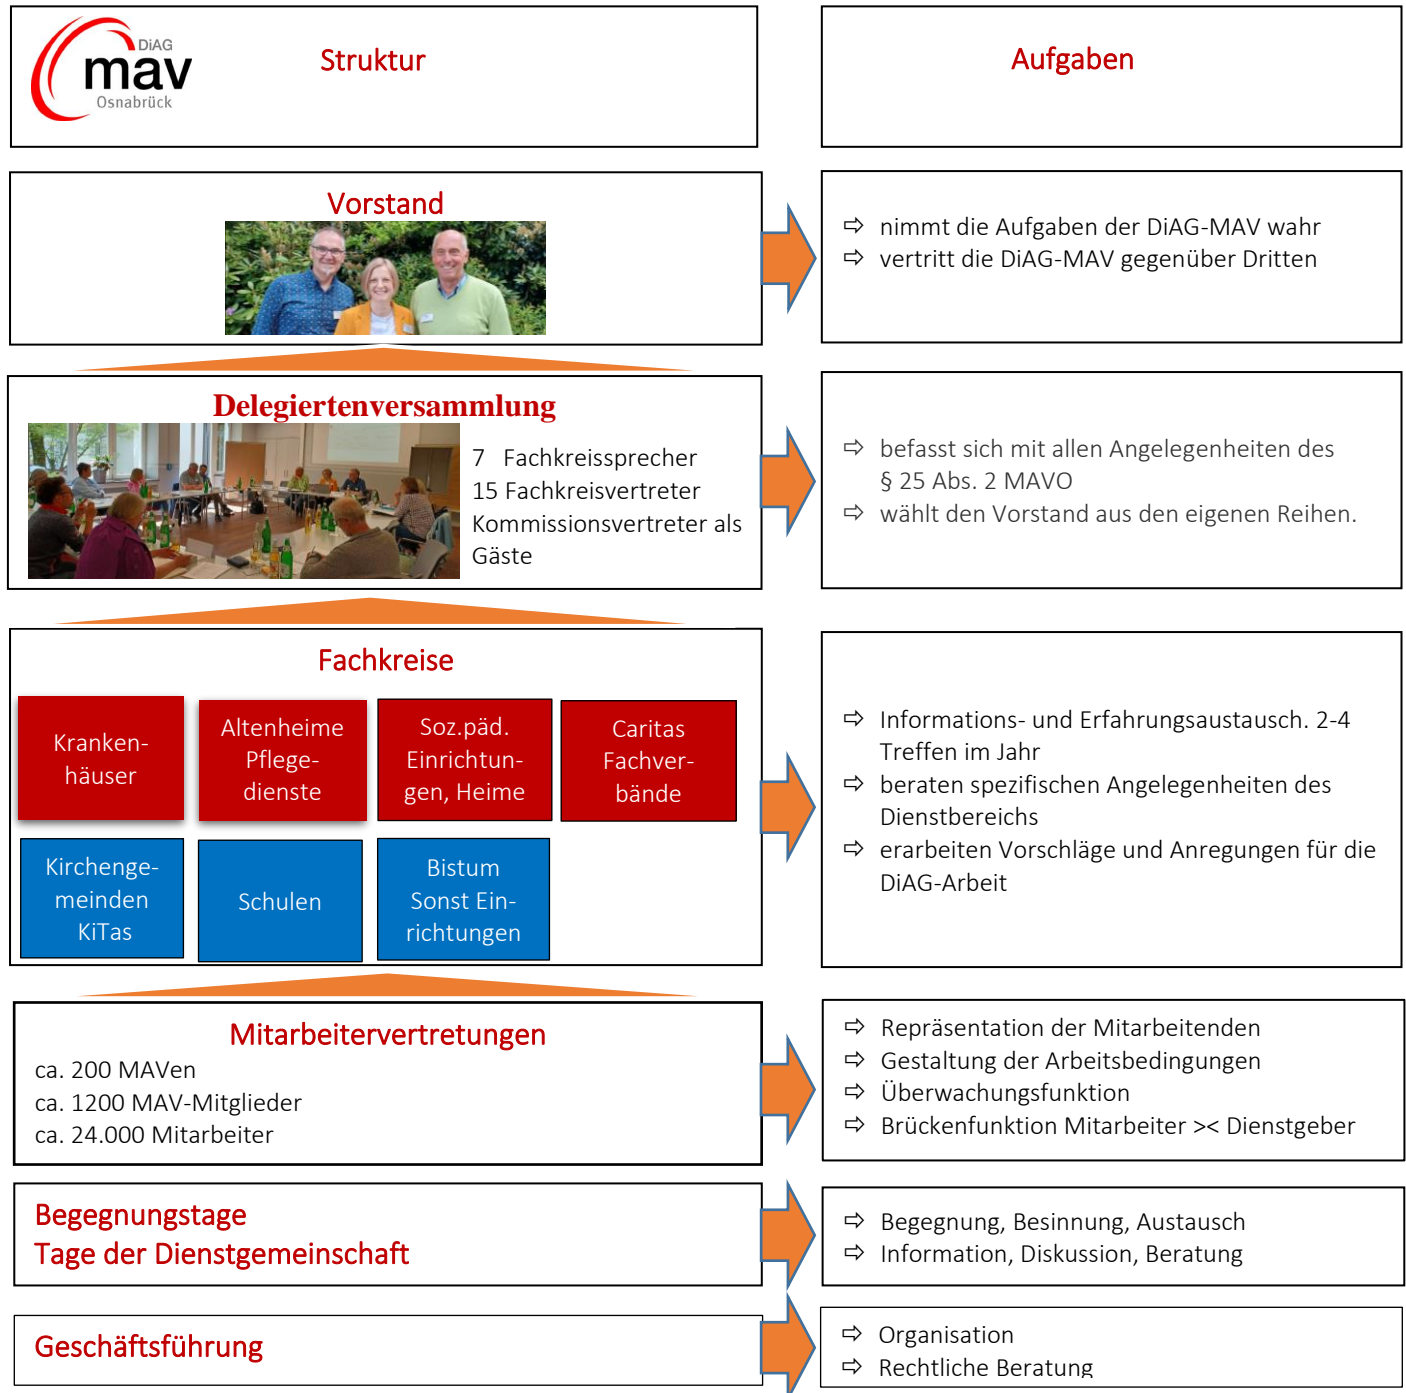 DiAG
mav
Osnabrück
Struktur
Aufgaben
Vorstand
⇨ nimmt die Aufgaben der DiAG-MAV wahr
⇨ vertritt die DiAG-MAV gegenüber Dritten
Delegiertenversammlung
7 Fachkreissprecher
15 Fachkreisvertreter
Kommissionsvertreter als
Gäste
⇨ befasst sich mit allen Angelegenheiten des
§ 25 Abs. 2 MAVO
⇨ wählt den Vorstand aus den eigenen Reihen.
Fachkreise
Kranken-
häuser
Altenheime
Pflege-
dienste
Soz.päd.
Einrichtun-
gen, Heime
Caritas
Fachver-
bände
Kirchenge-
meinden
KiTas
Schulen
Bistum
Sonst Ein-
richtungen
⇨ Informations- und Erfahrungsaustausch. 2-4
Treffen im Jahr
⇨ beraten spezifischen Angelegenheiten des
Dienstbereichs
⇨ erarbeiten Vorschläge und Anregungen für die
DiAG-Arbeit
Mitarbeitervertretungen
ca. 200 MAVen
ca. 1200 MAV-Mitglieder
ca. 24.000 Mitarbeiter
⇨ Repräsentation der Mitarbeitenden
⇨ Gestaltung der Arbeitsbedingungen
⇨ Überwachungsfunktion
⇨ Brückenfunktion Mitarbeiter >< Dienstgeber
Begegnungstage
Tage der Dienstgemeinschaft
⇨ Begegnung, Besinnung, Austausch
⇨ Information, Diskussion, Beratung
Geschäftsführung
⇨ Organisation
⇨ Rechtliche Beratung